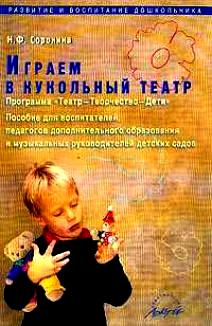 РАЗВИТИЕ И ВОСПИТАНИЕ ДОШКОЛЬНИКА
Н.Ф. Сорокина
ИГРАЕМ
В КУКОЛЬНЫЙ ТЕАТР
Программа «Театр–Творчество–Дети»
Пособие для воспитателей,
педагогов дополнительного образования
и музыкальных руководителей детских садов